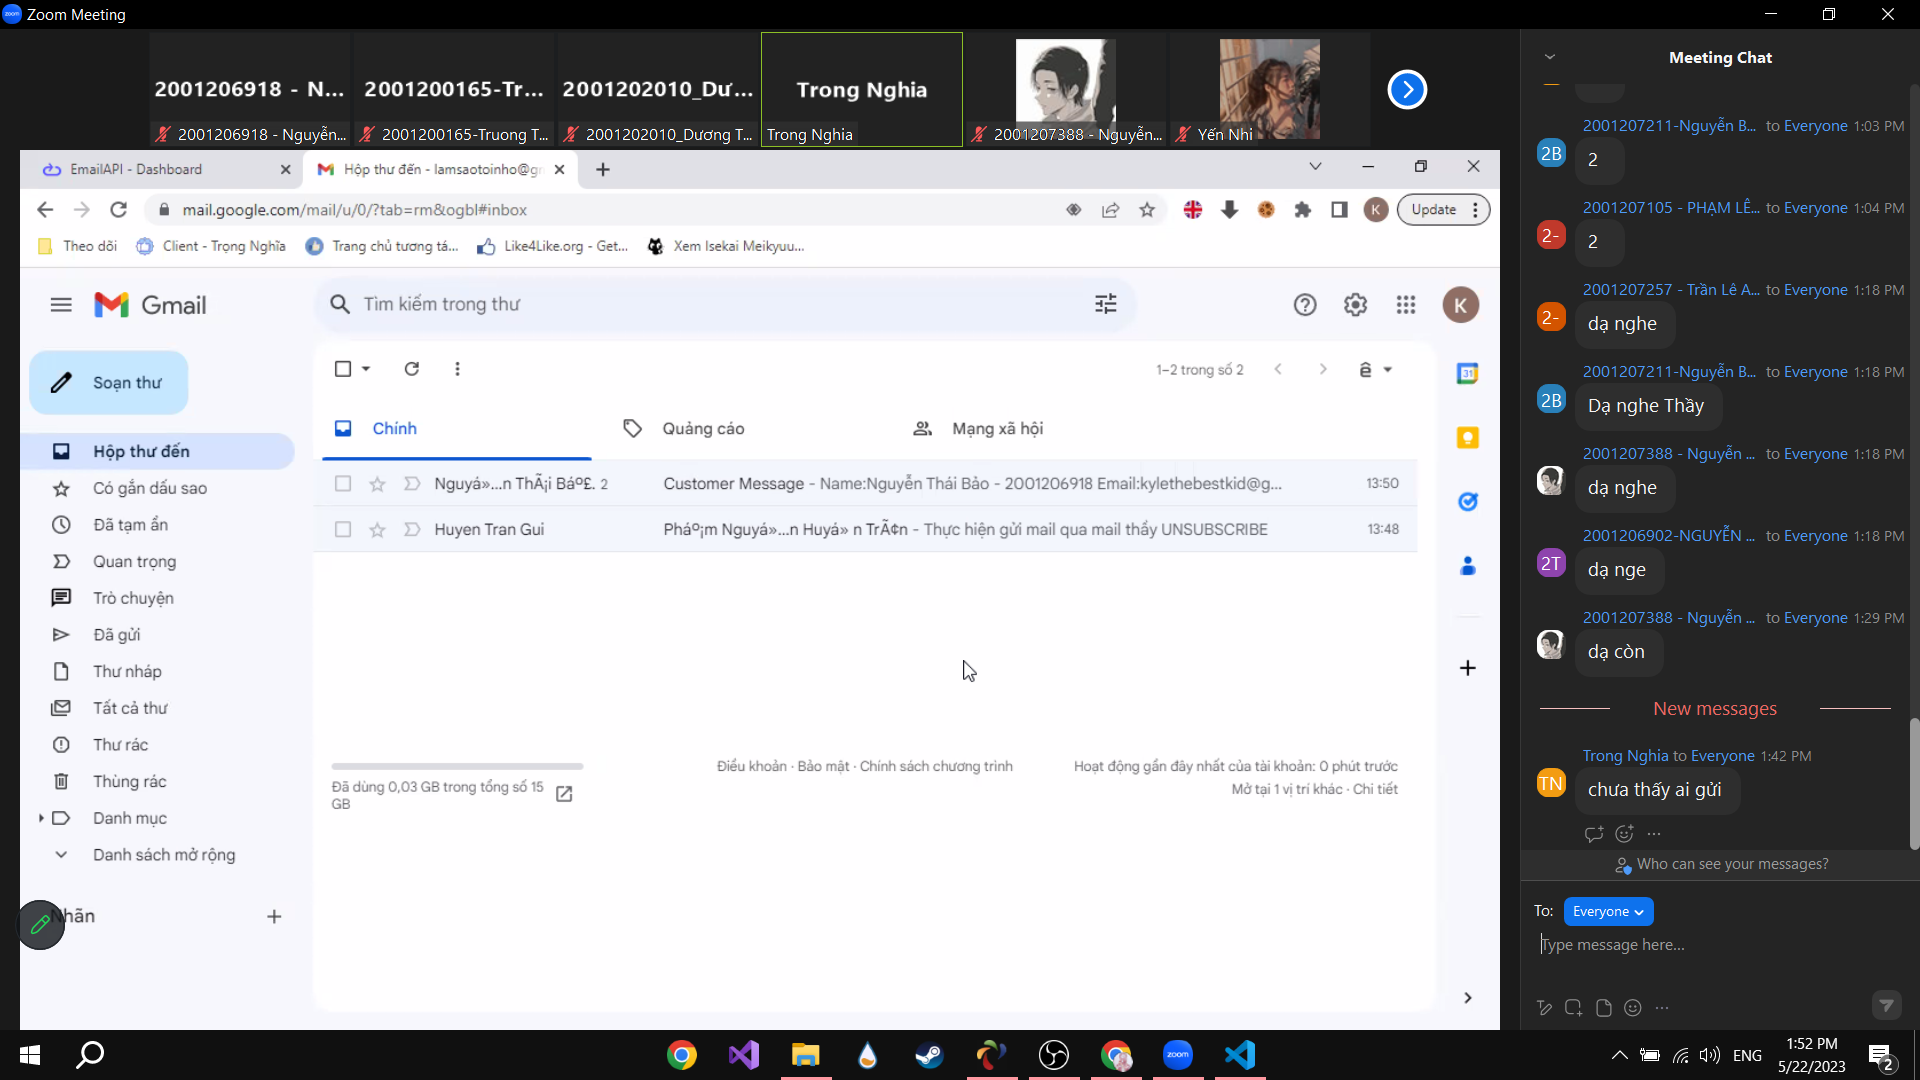 Zoom Meeting
2001206918 - N...
2001200165-Tr...
2001202010_Dư...
Trong Nghia
2001206918 - Nguyễn...
2001200165-Truong T...
2001202010_Dương T...
Trong Nghia
2001207388 - Nguyễn...
Yến Nhi
EmailAPI - Dashboard
Hộp thư đến - lamsaotoinho@gr
mail.google.com/mail/u/0/?tab=rm&ogbl#inbox
K
Update
Theo dõi
Client - Trọng Nghĩa
Trang chủ tương tá...
Like4Like.org - Get...
Xem Isekai Meikyuu...
Gmail
Tìm kiếm trong thư
K
Soạn thư
1–2 trong số 2
ê
Chính
Quảng cáo
Mạng xã hội
Hộp thư đến
Có gắn dấu sao
Đã tạm ẩn
Quan trọng
Trò chuyện
Đã gửi
Thư nháp
Tất cả thư
Thư rác
Thùng rác
Danh mục
Danh sách mở rộng
Nhãn
Nguyá»...n ThÃ¡i Báº£. 2
Customer Message - Name:Nguyễn Thái Bảo - 2001206918 Email:kylethebestkid@g...
13:50
Huyen Tran Gui
Pháº¡m Nguyá»...n Huyá» n TrÃ¢n - Thực hiện gửi mail qua mail thầy UNSUBSCRIBE
13:48
Đã dùng 0,03 GB trong tổng số 15
GB
Điều khoản · Bảo mật · Chính sách chương trình
Hoạt động gần đây nhất của tài khoản: 0 phút trước
Mở tại 1 vị trí khác · Chi tiết
31
Meeting Chat
2001207211-Nguyễn B... to Everyone 1:03 PM
2B
2
2001207105 - PHẠM LÊ... to Everyone 1:04 PM
2-
2
2001207257 - Trần Lê A... to Everyone 1:18 PM
2-
dạ nghe
2001207211-Nguyễn B... to Everyone 1:18 PM
2B
Dạ nghe Thầy
2001207388 - Nguyễn ... to Everyone 1:18 PM
dạ nghe
2001206902-NGUYỄN ... to Everyone 1:18 PM
2T
dạ nge
2001207388 - Nguyễn ... to Everyone 1:29 PM
dạ còn
New messages
Trong Nghia to Everyone 1:42 PM
TN
chưa thấy ai gửi
Who can see your messages?
To: Everyone
Type message here...
zoom
ENG
1:52 PM
5/22/2023
2